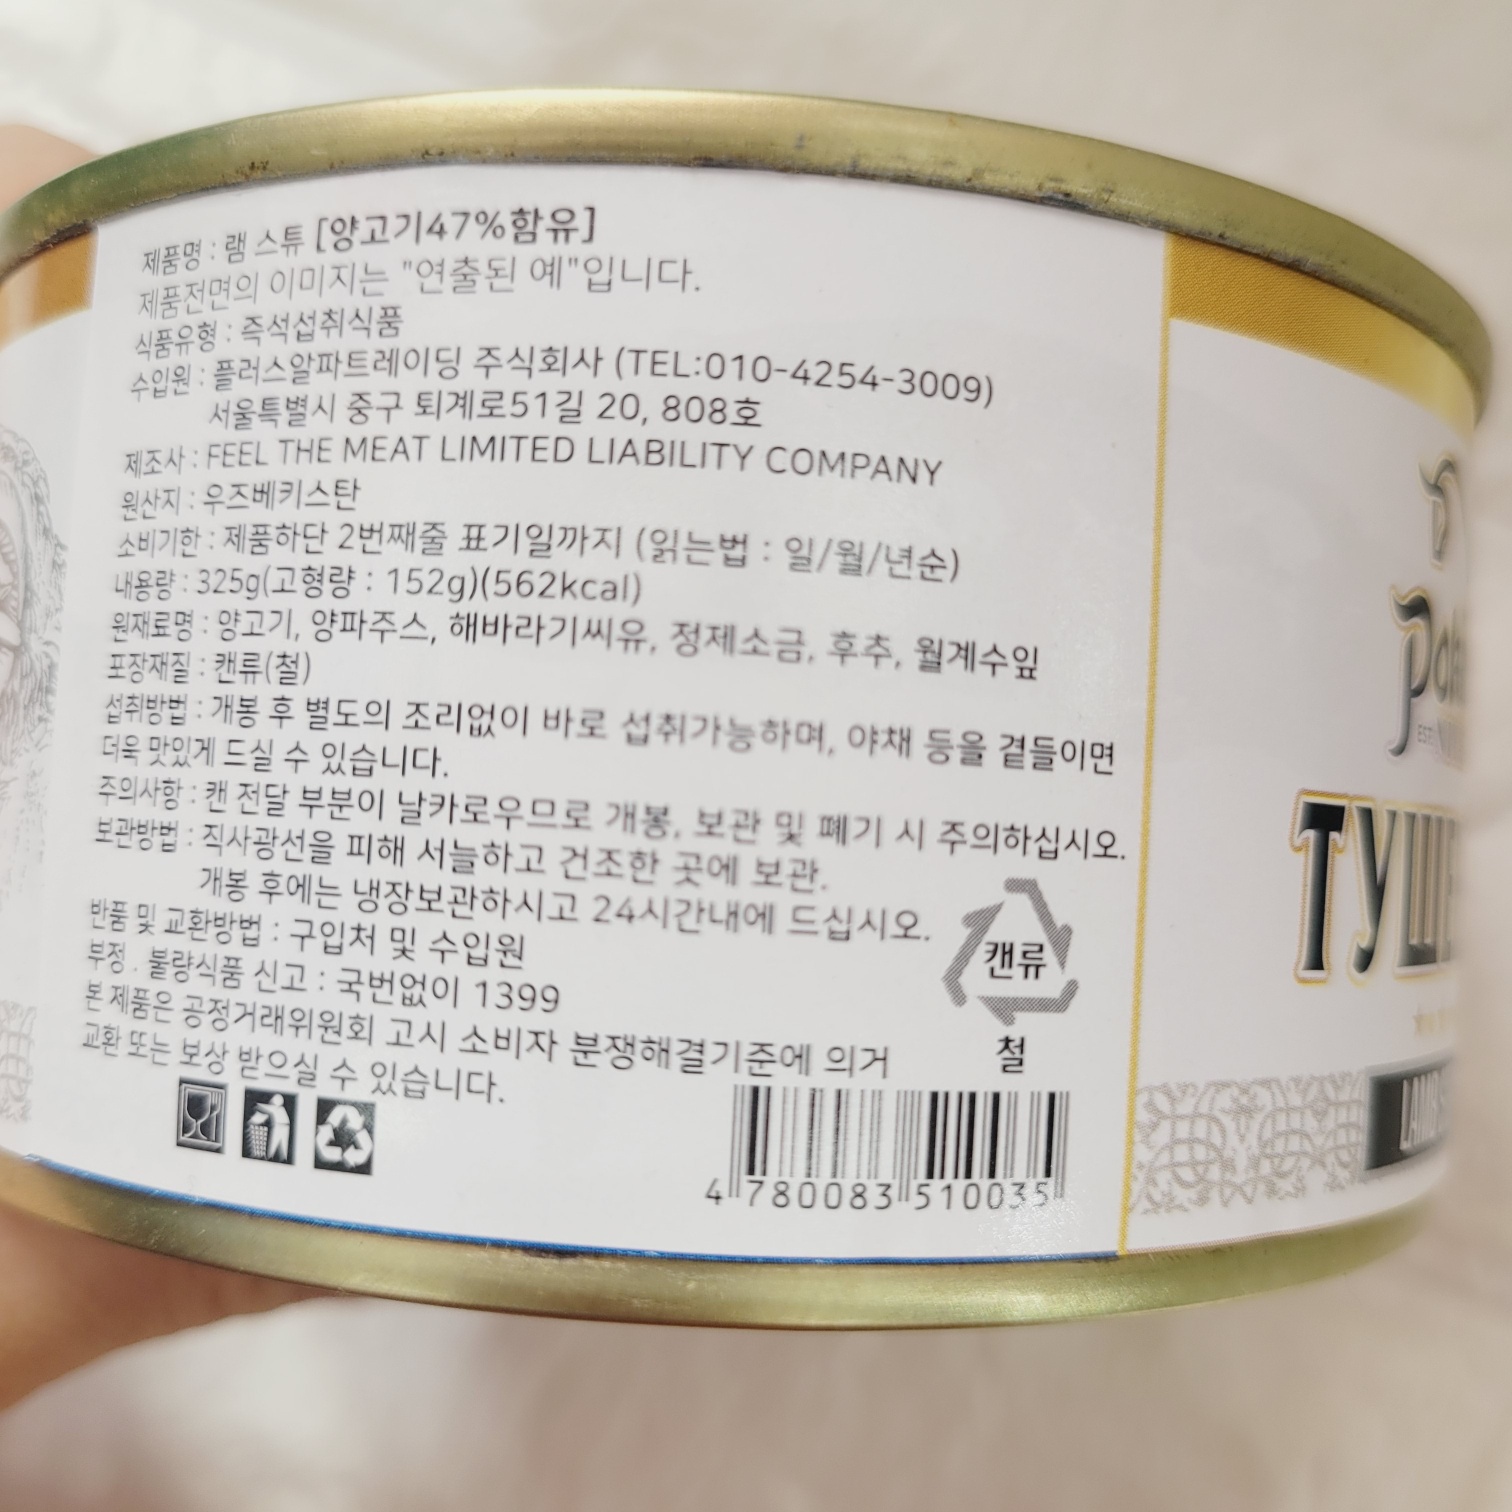 제품명 : 램 스튜 [양고기47%함유]
제품전면의 이미지는 "연출된 예"입니다.
식품유형 : 즉석섭취식품
수입원 : 플러스알파트레이딩 주식회사 (TEL:010-4254-3009)
서울특별시 중구 퇴계로51길 20, 808호
제조사 : FEEL THE MEAT LIMITED LIABILITY COMPANY
원산지 : 우즈베키스탄
소비기한 : 제품하단 2번째줄 표기일까지 (읽는법 : 일/월/년순)
내용량 : 325g(고형량 : 152g)(562kcal)
원재료명 : 양고기, 양파주스, 해바라기씨유, 정제소금, 후추, 월계수잎
포장재질 : 캔류(철)
섭취방법 : 개봉 후 별도의 조리없이 바로 섭취가능하며, 야채 등을 곁들이면
더욱 맛있게 드실 수 있습니다.
주의사항 : 캔 전달 부분이 날카로우므로 개봉, 보관 및 폐기 시 주의하십시오.
보관방법 : 직사광선을 피해 서늘하고 건조한 곳에 보관.
개봉 후에는 냉장보관하시고 24시간내에 드십시오.
반품 및 교환방법 : 구입처 및 수입원
부정 . 불량식품 신고 : 국번없이 1399
본 제품은 공정거래위원회 고시 소비자 분쟁해결기준에 의거
교환 또는 보상 받으실 수 있습니다.
캔류
철
4 780083 510035
ТУШ
LAMB